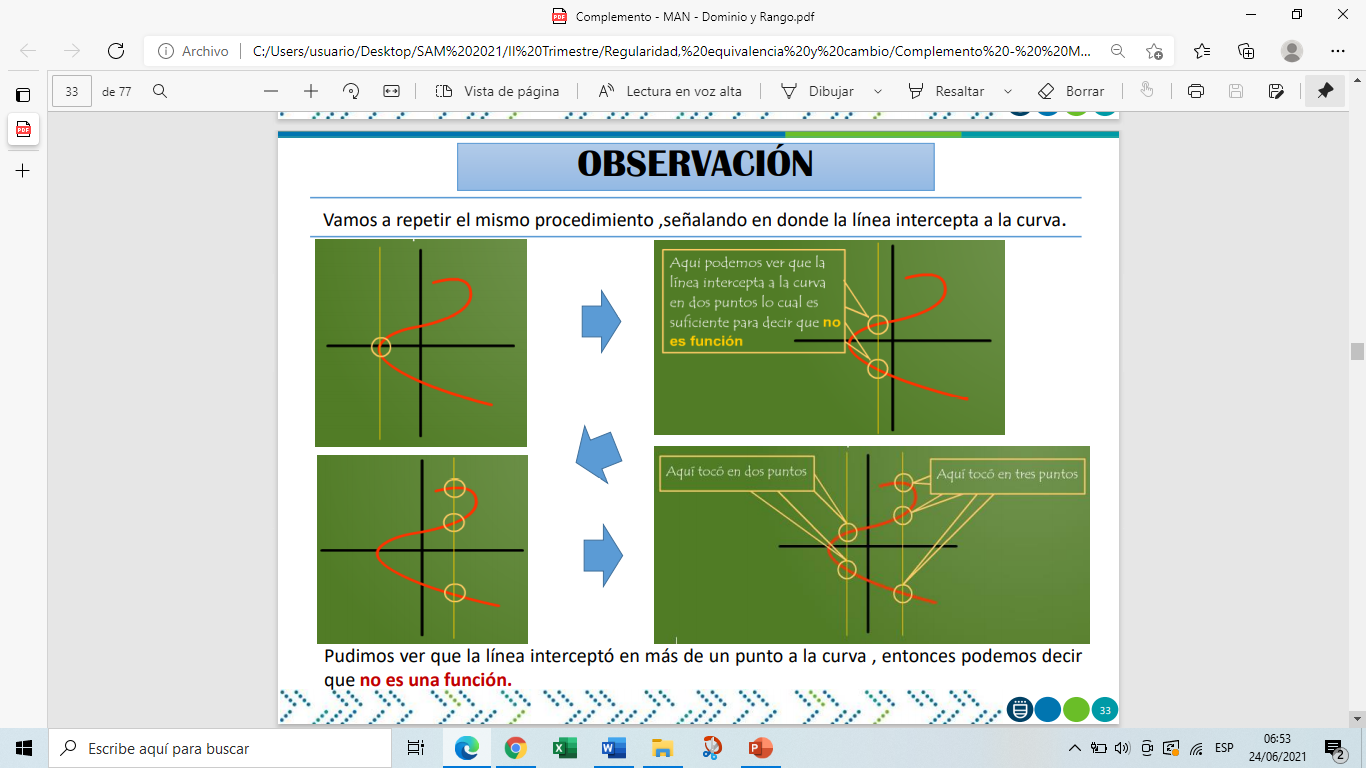 Complemento - MAN - Dominio y Rango.pdf
Archivo
C:/Users/usuario/Desktop/SAM%202021/II%20Trimestre/Regularidad,%20equivalencia%20y%20cambio/Complemento%20-%20%20M...
33
de 77
Vista de página
Lectura en voz alta
Dibujar
Resaltar
Borrar
OBSERVACIÓN
Vamos a repetir el mismo procedimiento ,señalando en donde la línea intercepta a la curva.
Aquí podemos ver que la
línea intercepta a la curva
en dos puntos lo cual es
suficiente para decir que no
es función
Aquí tocó en dos puntos
Aquí tocó en tres puntos
Pudimos ver que la línea interceptó en más de un punto a la curva , entonces podemos decir
que no es una función.
33
Escribe aquí para buscar
ESP
06:53
24/06/2021
2